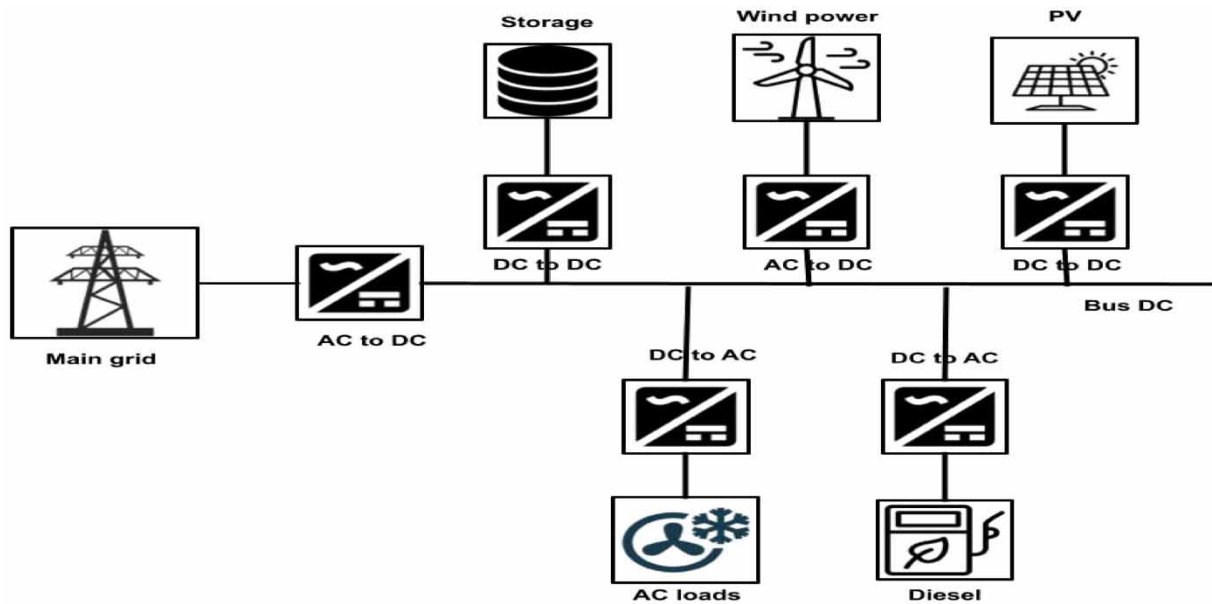 Storage
Wind power
PV
DC to DC
AC to DC
DC to DC
Bus DC
AC to DC
Main grid
DC to AC
DC to AC
AC loads
Diesel